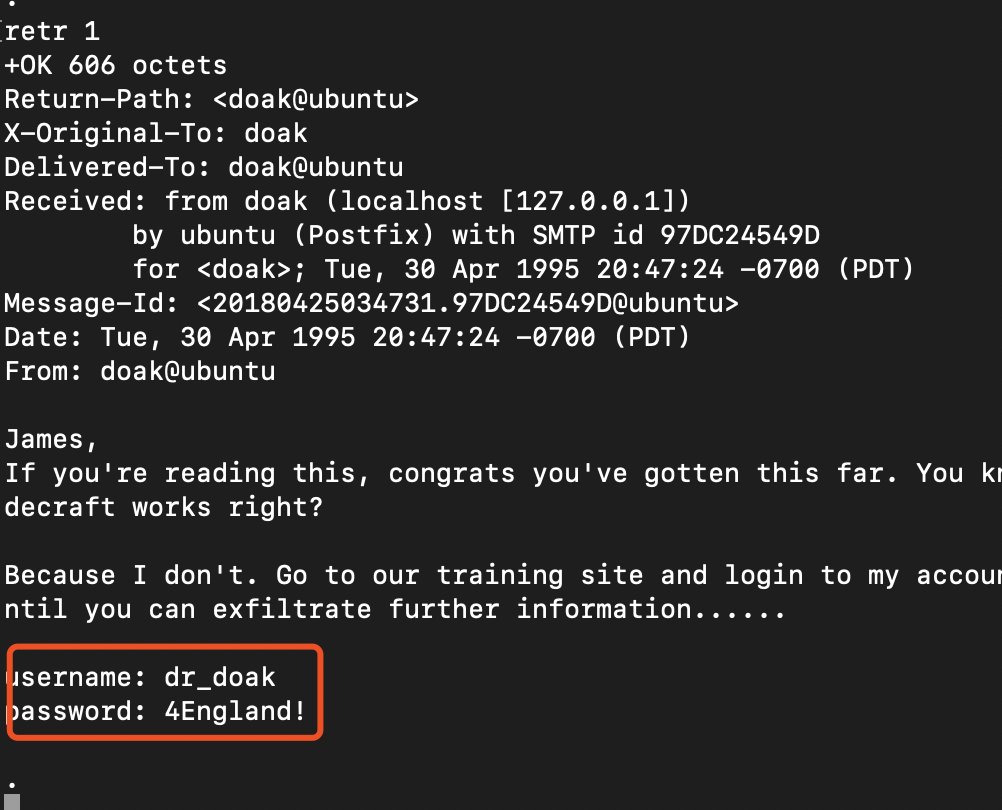 .
retr 1
+OK 606 octets
Return-Path: <doak@ubuntu>
X-Original-To: doak
Delivered-To: doak@ubuntu
Received: from doak (localhost [127.0.0.1])
by ubuntu (Postfix) with SMTP id 97DC24549D
for <doak>; Tue, 30 Apr 1995 20:47:24 -0700 (PDT)
Message-Id: <20180425034731.97DC24549D@ubuntu>
Date: Tue, 30 Apr 1995 20:47:24 -0700 (PDT)
From: doak@ubuntu
James,
If you're reading this, congrats you've gotten this far. You kn
decraft works right?
Because I don't. Go to our training site and login to my accoun
ntil you can exfiltrate further information......
username: dr_doak
password: 4England!
.